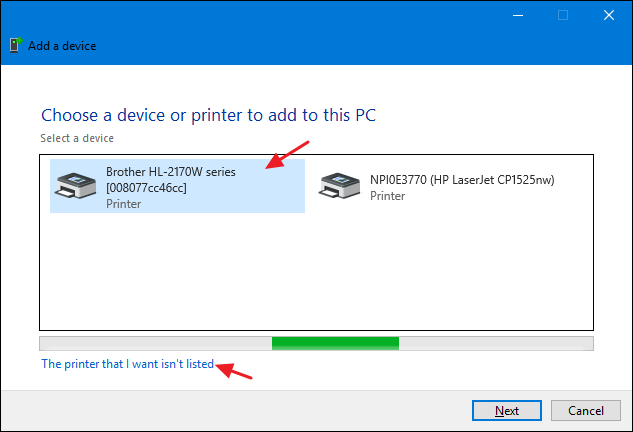 Add a device
Choose a device or printer to add to this PC
Select a device
Brother HL-2170W series
[008077cc46cc]
Printer
NPI0E3770 (HP LaserJet CP1525nw)
Printer
The printer that I want isn't listed
Next
Cancel